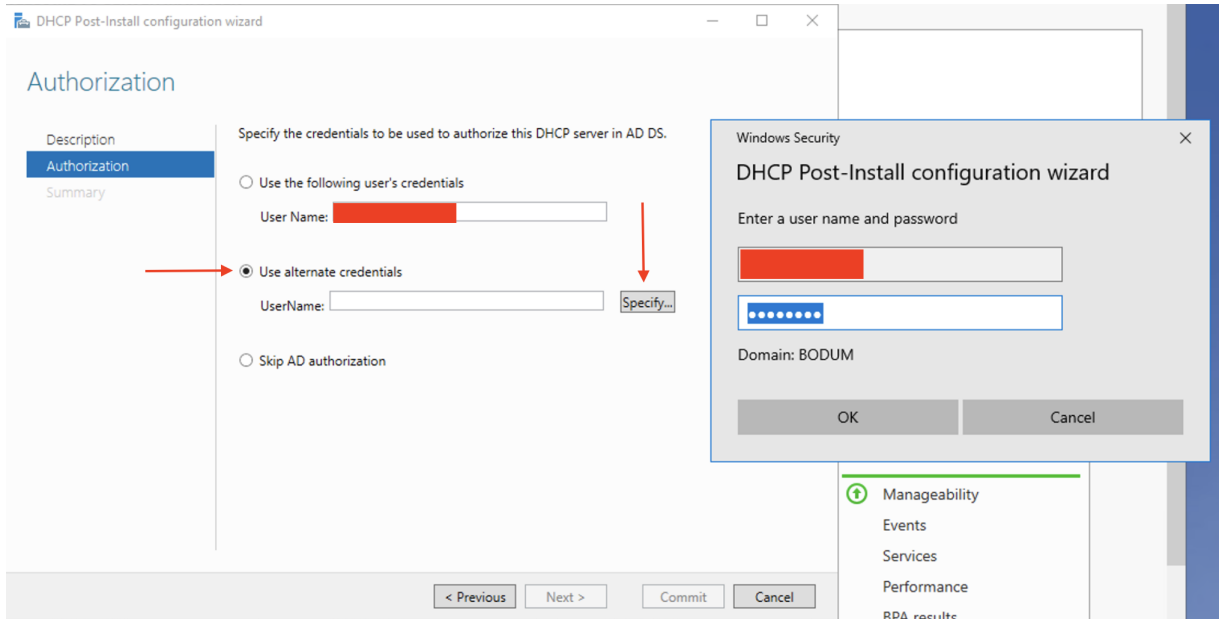 DHCP Post-Install configuration wizard
Authorization
Description
Authorization
Summary
Specify the credentials to be used to authorize this DHCP server in AD DS.
Use the following user's credentials
User Name:
Use alternate credentials
UserName:
Specify...
Skip AD authorization
< Previous
Next >
Commit
Cancel
Windows Security
DHCP Post-Install configuration wizard
Enter a user name and password
Domain: BODUM
OK
Cancel
Manageability
Events
Services
Performance
BPA results